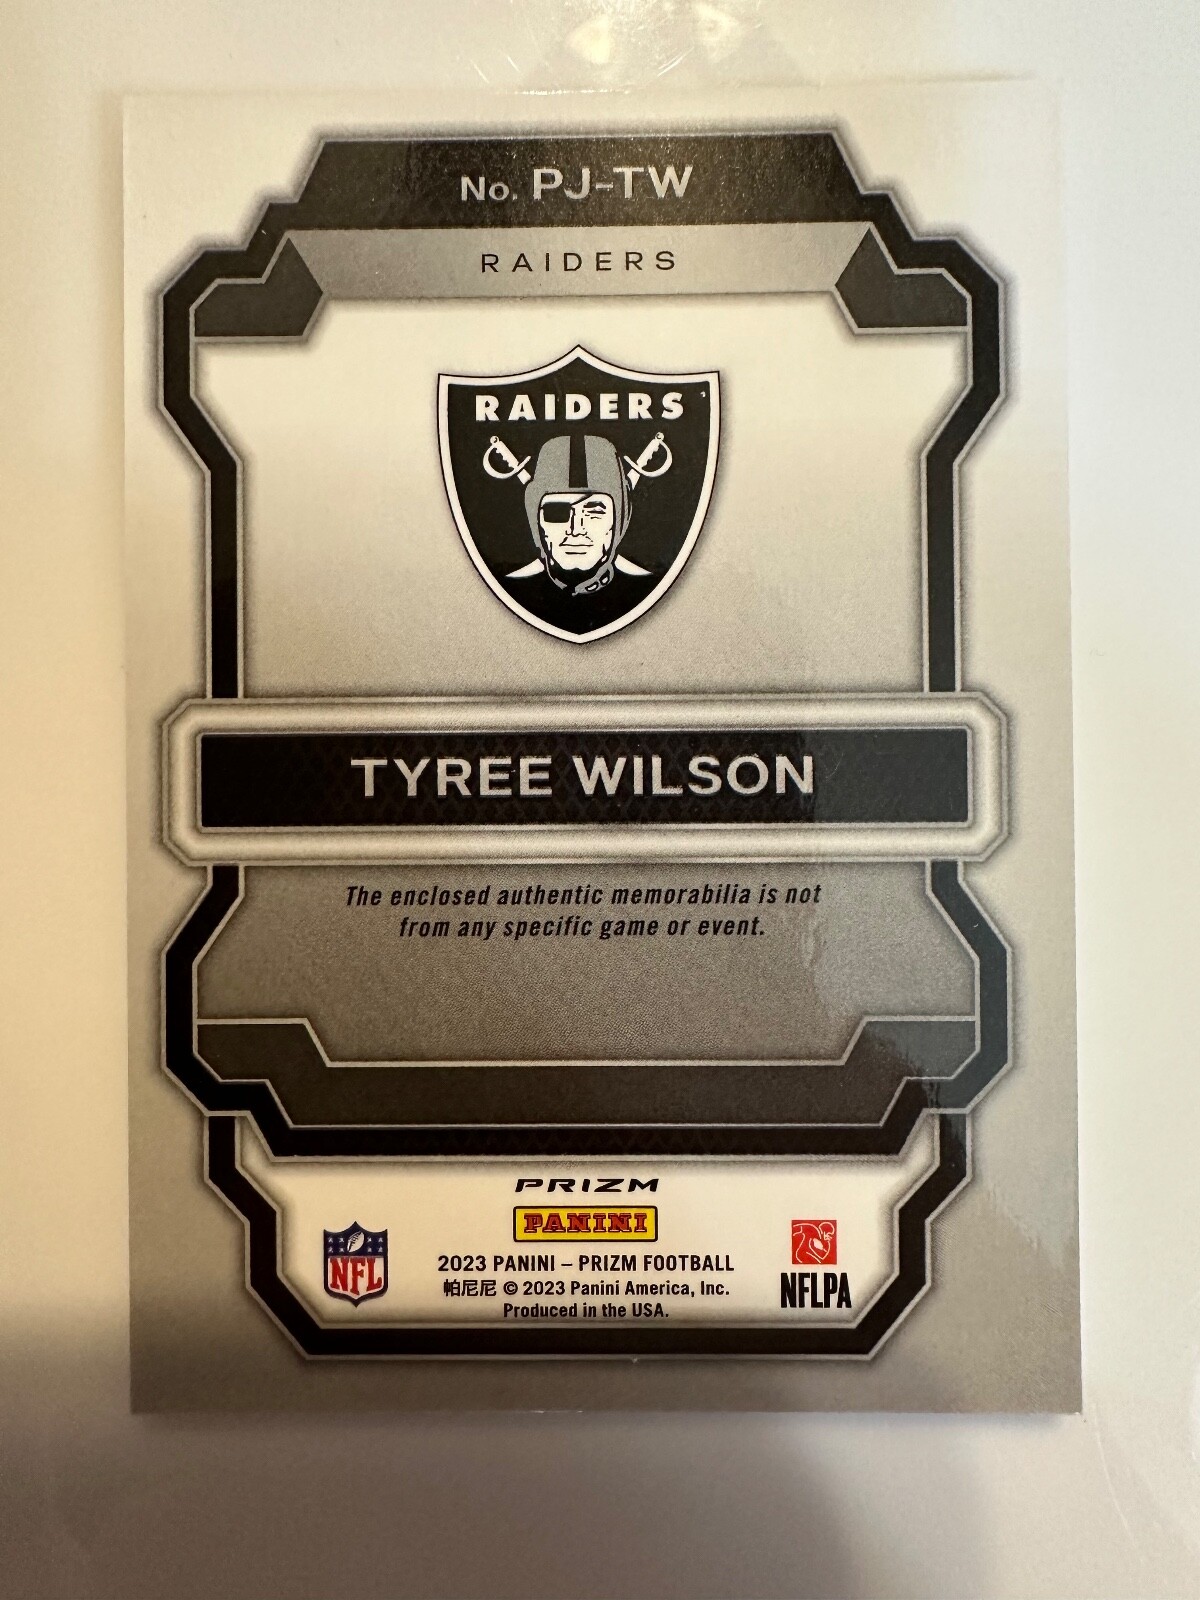 No. PJ-TW
RAIDERS
RAIDERS
TYREE WILSON
The enclosed authentic memorabilia is not
from any specific game or event.
PRIZM
PANINI
NFL
2023 PANINI – PRIZM FOOTBALL
帕尼尼 © 2023 Panini America, Inc.
Produced in the USA.
NFLPA